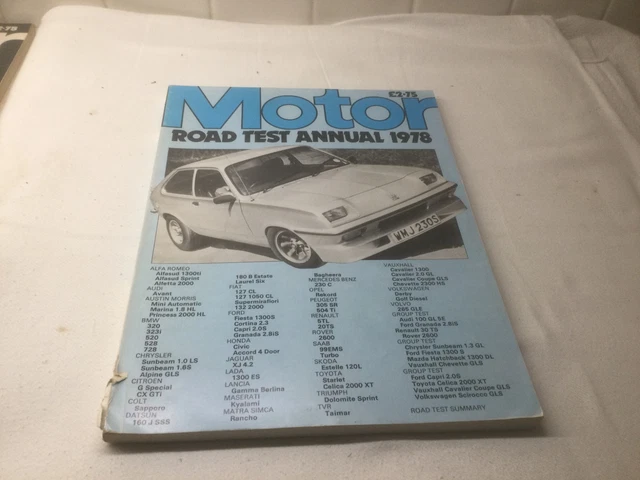 £2·75
Motor
ROAD TEST ANNUAL 1978
WMJ 230S
ALFA ROMEO
Alfasud 1300ti
Alfasud Sprint
Alfetta 2000
AUDI
Avant
AUSTIN MORRIS
Mini Automatic
Marina 1.8 HL
Princess 2000 HL
BMW
320
323i
520
528
728
CHRYSLER
Sunbeam 1.0 LS
Sunbeam 1.6S
Alpine GLS
CITROEN
G Special
CX GTi
COLT
Sapporo
DATSUN
160 J SSS
180 B Estate
Laurel Six
FIAT
127 CL
127 1050 CL
Supermirafiori
132 2000
FORD
Fiesta 1300S
Cortina 2.3
Capri 2.0S
Granada 2.8iS
HONDA
Civic
Accord 4 Door
JAGUAR
XJ 4.2
LADA
1300 ES
LANCIA
Gamma Berlina
MASERATI
Kyalami
MATRA SIMCA
Rancho
Bagheera
MERCEDES BENZ
230 C
OPEL
Rekord
PEUGEOT
305 SR
504 Ti
RENAULT
5TL
20TS
ROVER
2600
SAAB
99EMS
Turbo
SKODA
Estelle 120L
TOYOTA
Starlet
Celica 2000 XT
TRIUMPH
Dolomite Sprint
TVR
Taimar
VAUXHALL
Cavalier 1300
Cavalier 2.0 GL
Cavalier Coupe GLS
Chevette 2300 HS
VOLKSWAGEN
Derby
Golf Diesel
VOLVO
265 GLE
GROUP TEST
Audi 100 GL 5E
Ford Granada 2.8iS
Renault 30 TS
Rover 2600
GROUP TEST
Chrysler Sunbeam 1.3 GL
Ford Fiesta 1300 S
Mazda Hatchback 1300 DL
Vauxhall Chevette GLS
GROUP TEST
Ford Capri 2.0S
Toyota Celica 2000 XT
Vauxhall Cavalier Coupe GLS
Volkswagen Scirocco GLS
ROAD TEST SUMMARY